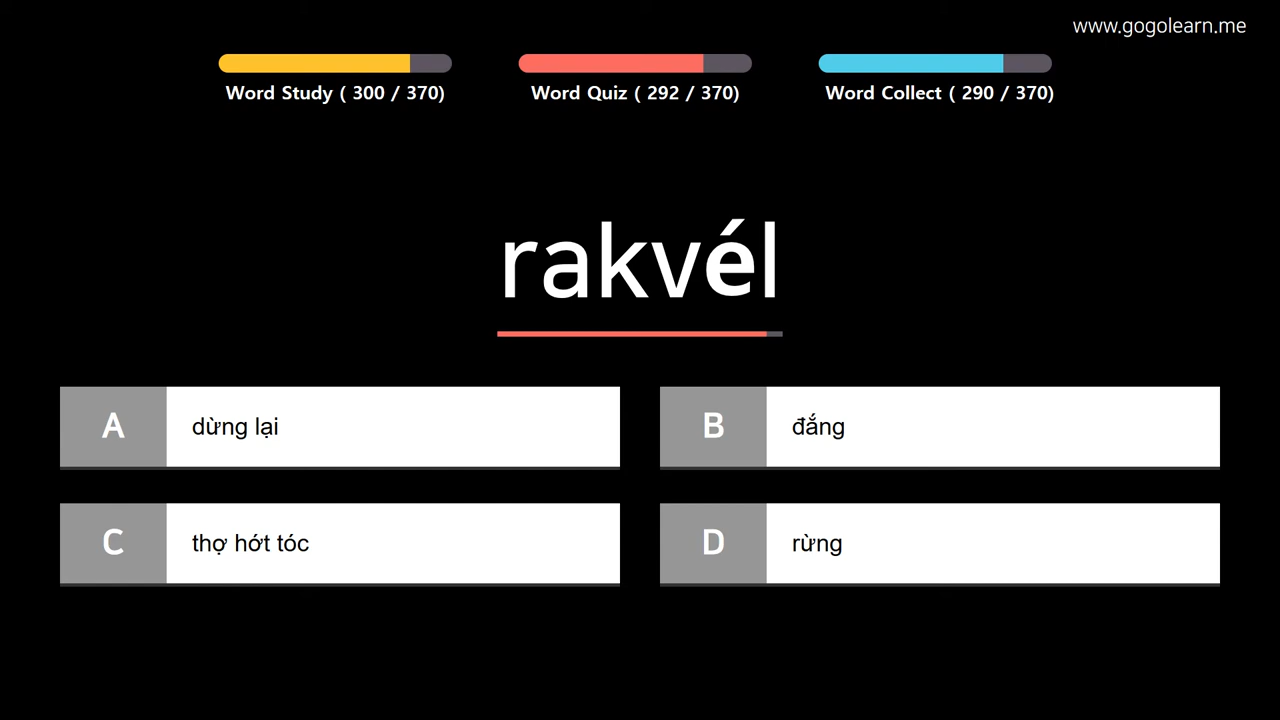 www.gogolearn.me
Word Study ( 300 / 370)
Word Quiz ( 292 / 370)
Word Collect ( 290 / 370)
rakvél
A dừng lại
B đắng
C thợ hớt tóc
D rừng